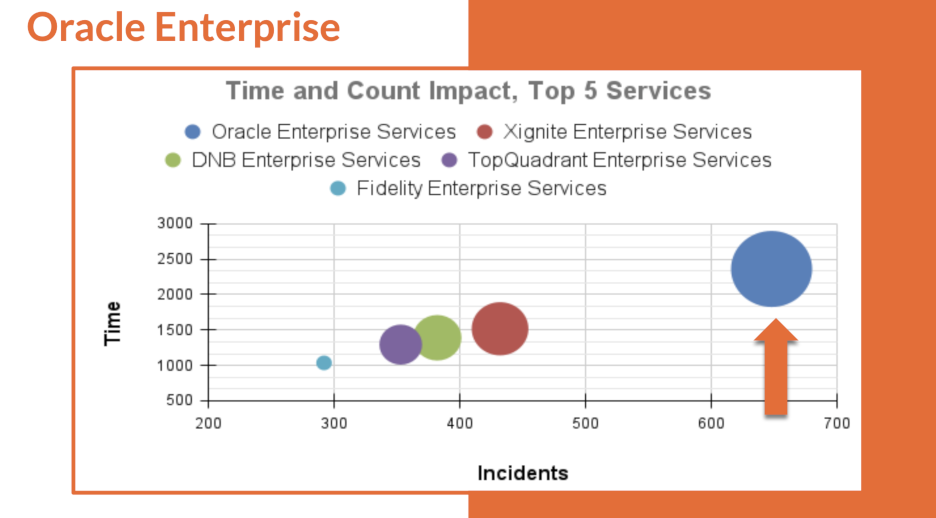 Oracle Enterprise
Time and Count Impact, Top 5 Services
Oracle Enterprise Services Xignite Enterprise Services
DNB Enterprise Services TopQuadrant Enterprise Services
Fidelity Enterprise Services
3000
2500
2000
1500
1000
500
Time
200 300 400 500 600 700
Incidents